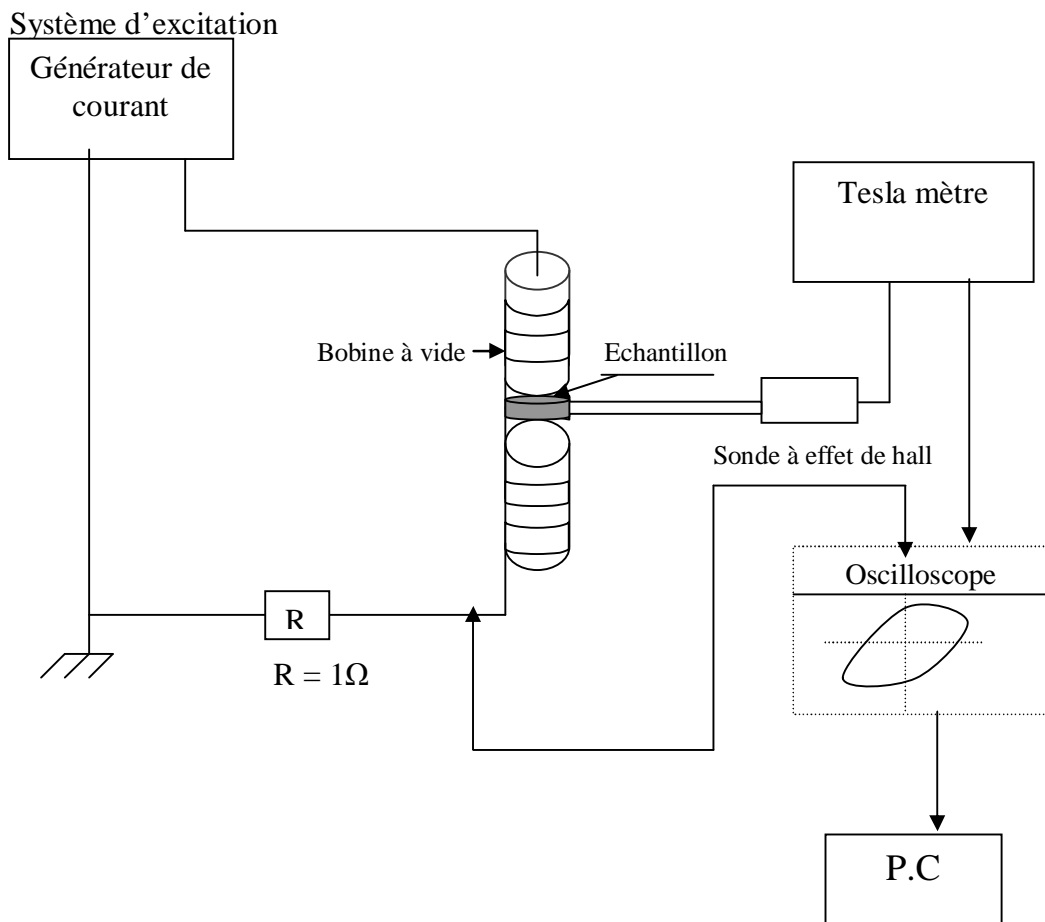 Système d’excitation
Générateur de
courant
Tesla mètre
Bobine à vide
Echantillon
Sonde à effet de hall
Oscilloscope
R
R = 1Ω
P.C